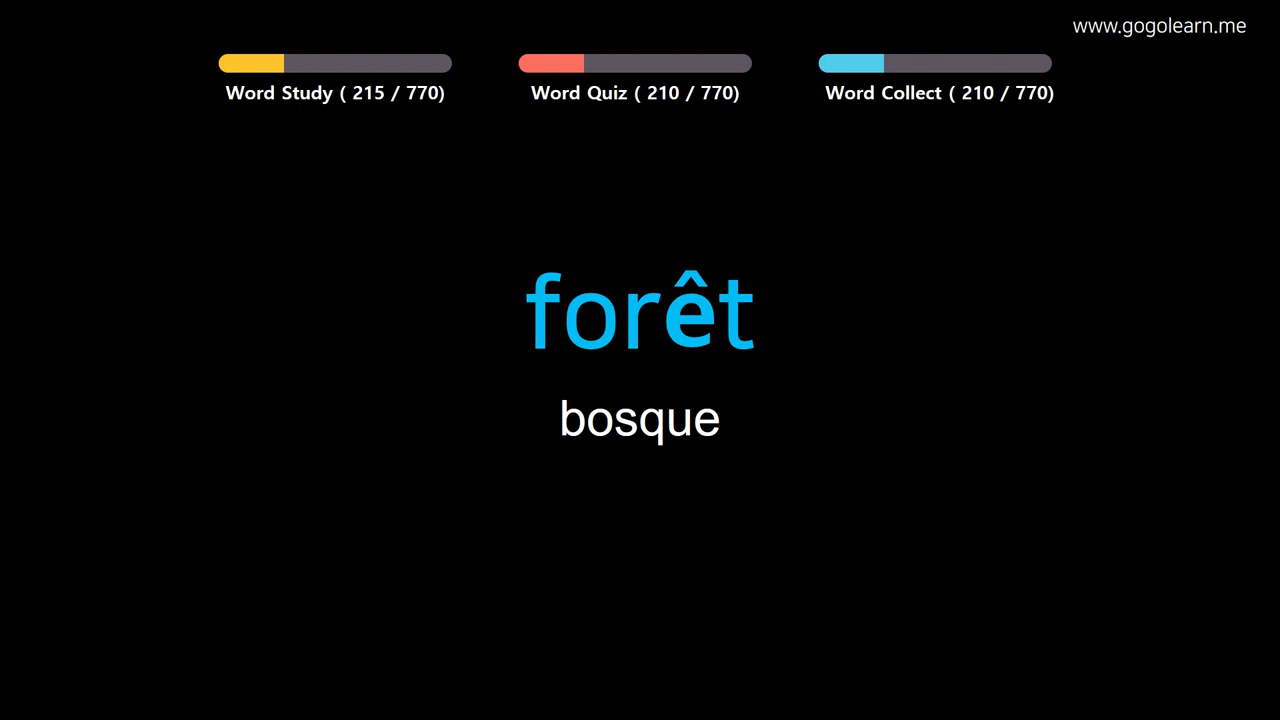 www.gogolearn.me
Word Study ( 215 / 770)
Word Quiz ( 210 / 770)
Word Collect ( 210 / 770)
forêt
bosque